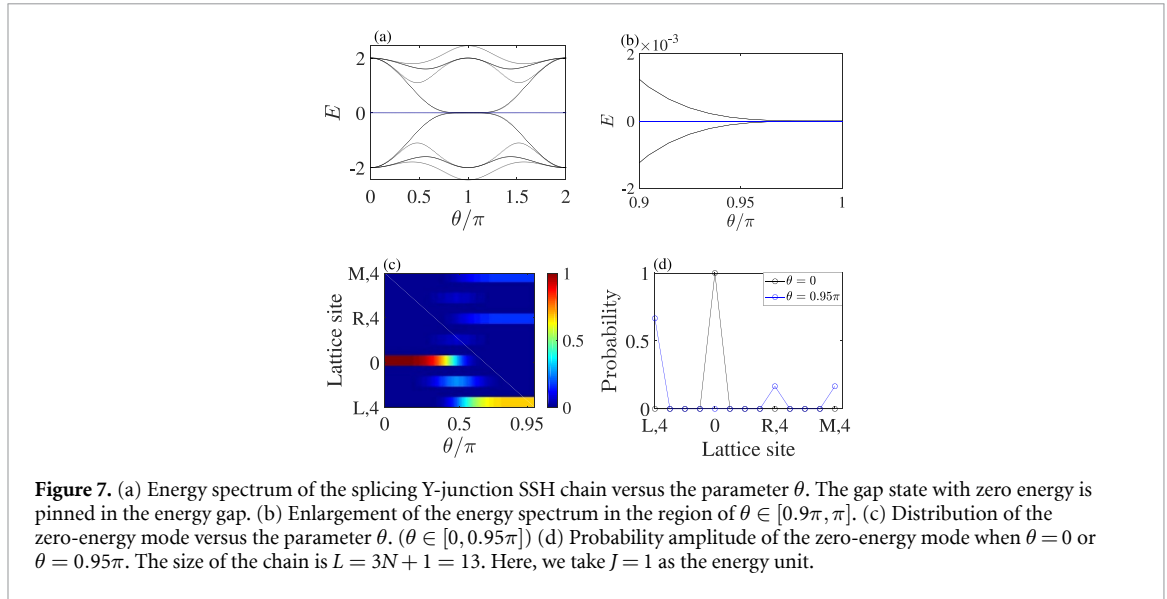 (a)
2
0
-2
E
0 0.5 1 1.5 2
θ/π
(b)
×10⁻³
2
0
-2
E
0.9 0.95 1
θ/π
(c)
M,4
R,4
0
L,4
Lattice site
0 0.5 0.95
θ/π
1
0.5
0
(d)
1
0.5
0
Probability
θ = 0
θ = 0.95π
L,4 0 R,4 M,4
Lattice site
Figure 7. (a) Energy spectrum of the splicing Y-junction SSH chain versus the parameter θ. The gap state with zero energy is
pinned in the energy gap. (b) Enlargement of the energy spectrum in the region of θ ∈ [0.9π, π]. (c) Distribution of the
zero-energy mode versus the parameter θ. (θ ∈ [0, 0.95π]) (d) Probability amplitude of the zero-energy mode when θ = 0 or
θ = 0.95π. The size of the chain is L = 3N + 1 = 13. Here, we take J = 1 as the energy unit.